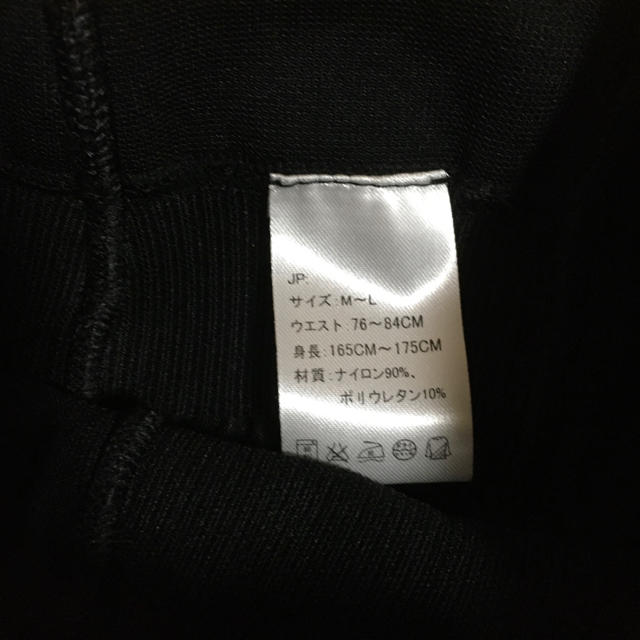 JP:
サイズ:M～L
ウエスト:76～84CM
身長:165CM～175CM
材質:ナイロン90%、
ポリウレタン10%